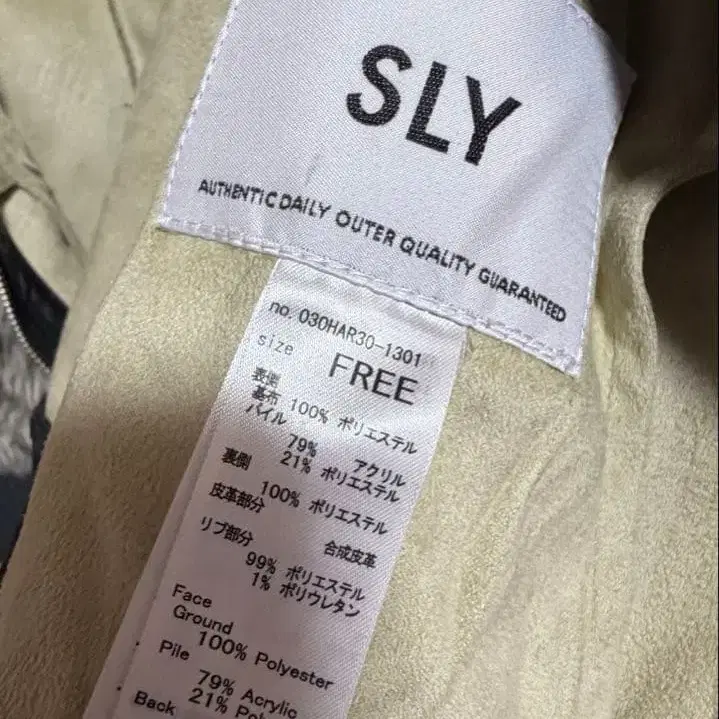 SLY
AUTHENTIC DAILY OUTER QUALITY GUARANTEED
no. 030HAR30-1301
size
FREE
表側
基布 100% ポリエステル
パイル
79% アクリル
21% ポリエステル
裏側
100% ポリエステル
皮革部分
合成皮革
リブ部分
99% ポリエステル
1% ポリウレタン
Face
Ground
100% Polyester
Pile
79% Acrylic
21%
Back